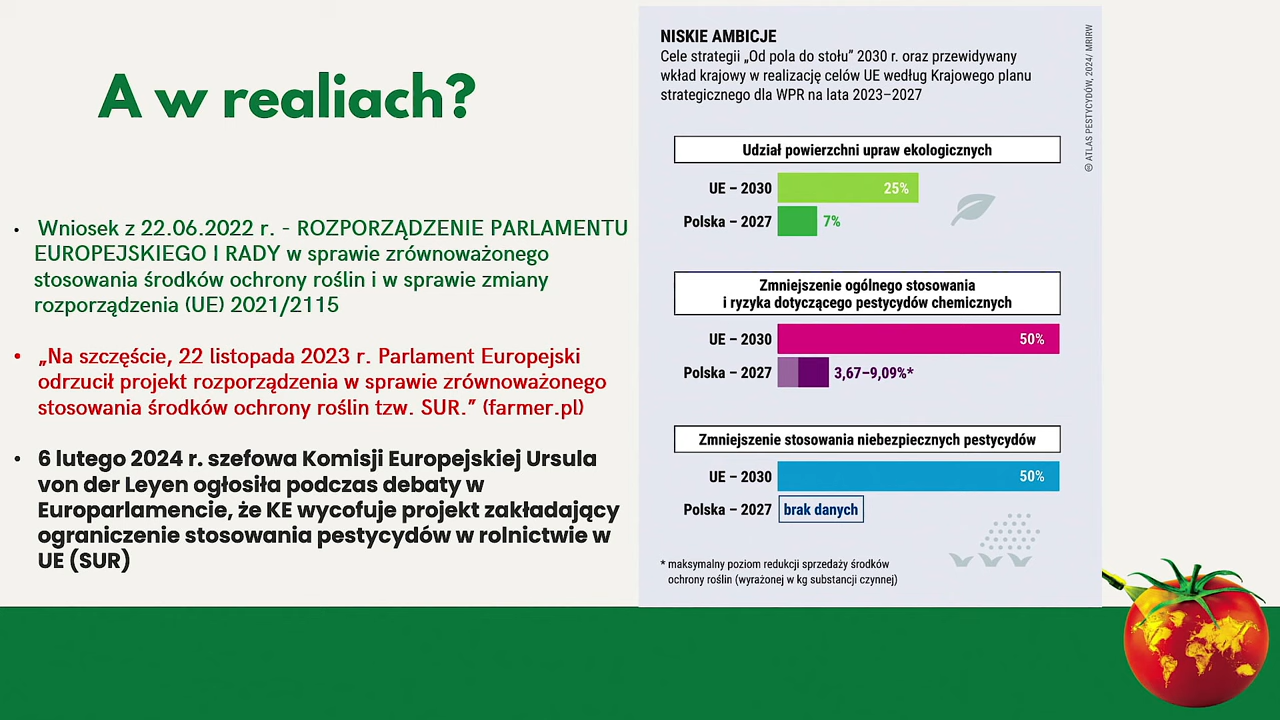 A w realiach?
• Wniosek z 22.06.2022 r. - ROZPORZĄDZENIE PARLAMENTU
EUROPEJSKIEGO I RADY w sprawie zrównoważonego
stosowania środków ochrony roślin i w sprawie zmiany
rozporządzenia (UE) 2021/2115
• „Na szczęście, 22 listopada 2023 r. Parlament Europejski
odrzucił projekt rozporządzenia w sprawie zrównoważonego
stosowania środków ochrony roślin tzw. SUR.” (farmer.pl)
• 6 lutego 2024 r. szefowa Komisji Europejskiej Ursula
von der Leyen ogłosiła podczas debaty w
Europarlamencie, że KE wycofuje projekt zakładający
ograniczenie stosowania pestycydów w rolnictwie w
UE (SUR)
NISKIE AMBICJE
Cele strategii „Od pola do stołu” 2030 r. oraz przewidywany
wkład krajowy w realizację celów UE według Krajowego planu
strategicznego dla WPR na lata 2023–2027
© ATLAS PESTYCYDÓW, 2024/ MRIRW
Udział powierzchni upraw ekologicznych
UE – 2030 25%
Polska – 2027 7%
Zmniejszenie ogólnego stosowania
i ryzyka dotyczącego pestycydów chemicznych
UE – 2030 50%
Polska – 2027 3,67–9,09%*
Zmniejszenie stosowania niebezpiecznych pestycydów
UE – 2030 50%
Polska – 2027 brak danych
* maksymalny poziom redukcji sprzedaży środków
ochrony roślin (wyrażonej w kg substancji czynnej)